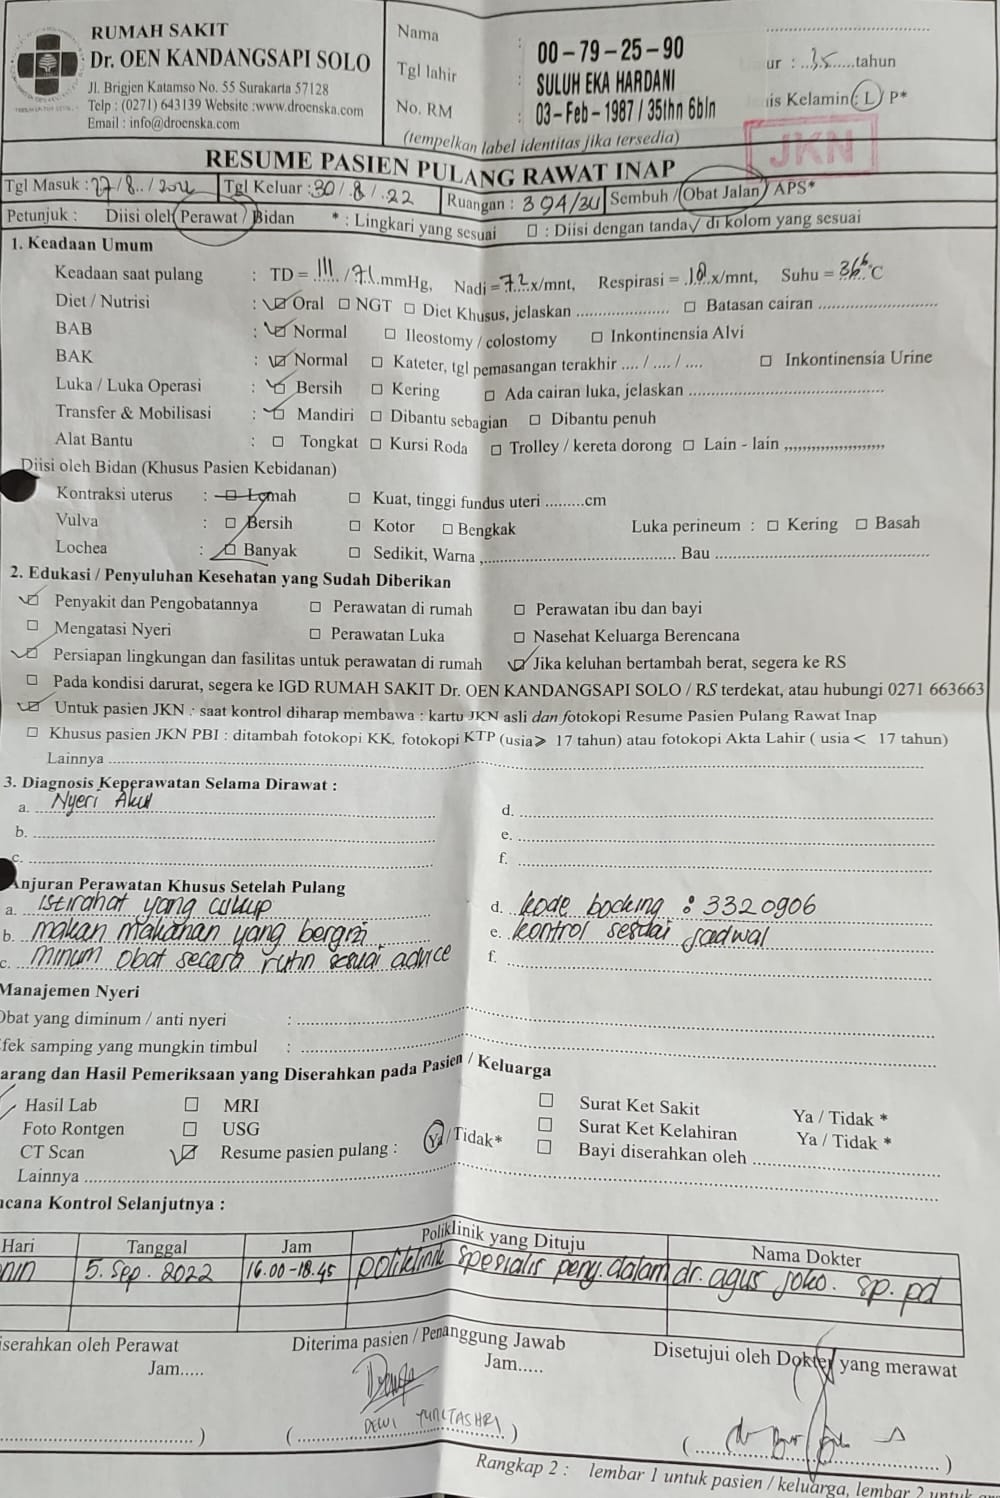 RUMAH SAKIT
Dr. OEN KANDANGSAPI SOLO
Jl. Brigjen Katamso No. 55 Surakarta 57128
Telp : (0271) 643139 Website :www.droenska.com
Email : info@droenska.com
Nama :
00-79-25-90
ur : 35 tahun
Tgl lahir : SULUH EKA HARDANI
is Kelamin : L / P*
No. RM : 03-Feb-1987 / 35thn 6bln
(tempelkan label identitas jika tersedia)
JKN
RESUME PASIEN PULANG RAWAT INAP
Tgl Masuk : 27 / 8 / Tgl Keluar : 30 / 8 / 22 Ruangan : Sembuh / Obat Jalan / APS*
Petunjuk : Diisi oleh Perawat / Bidan * : Lingkari yang sesuai □ : Diisi dengan tanda √ di kolom yang sesuai
1. Keadaan Umum
Keadaan saat pulang : TD = 111 / 71 mmHg, Nadi = 72 x/mnt, Respirasi = x/mnt, Suhu = 36⁶ °C
Diet / Nutrisi : ☑ Oral □ NGT □ Diet Khusus, jelaskan .................... □ Batasan cairan ....................
BAB : ☑ Normal □ Ileostomy / colostomy □ Inkontinensia Alvi
BAK : ☑ Normal □ Kateter, tgl pemasangan terakhir .... / .... / .... □ Inkontinensia Urine
Luka / Luka Operasi : ☑ Bersih □ Kering □ Ada cairan luka, jelaskan ....................
Transfer & Mobilisasi : ☑ Mandiri □ Dibantu sebagian □ Dibantu penuh
Alat Bantu : □ Tongkat □ Kursi Roda □ Trolley / kereta dorong □ Lain - lain ,,,,,,,,,,,,,,,,,,,,
Diisi oleh Bidan (Khusus Pasien Kebidanan)
Kontraksi uterus : □ Lemah □ Kuat, tinggi fundus uteri .........cm
Vulva : □ Bersih □ Kotor □ Bengkak Luka perineum : □ Kering □ Basah
Lochea : □ Banyak □ Sedikit, Warna ,.................... Bau ....................
2. Edukasi / Penyuluhan Kesehatan yang Sudah Diberikan
☑ Penyakit dan Pengobatannya □ Perawatan di rumah □ Perawatan ibu dan bayi
□ Mengatasi Nyeri □ Perawatan Luka □ Nasehat Keluarga Berencana
☑ Persiapan lingkungan dan fasilitas untuk perawatan di rumah ☑ Jika keluhan bertambah berat, segera ke RS
□ Pada kondisi darurat, segera ke IGD RUMAH SAKIT Dr. OEN KANDANGSAPI SOLO / RS terdekat, atau hubungi 0271 663663
☑ Untuk pasien JKN : saat kontrol diharap membawa : kartu JKN asli dan fotokopi Resume Pasien Pulang Rawat Inap
□ Khusus pasien JKN PBI : ditambah fotokopi KK, fotokopi KTP (usia ⩾ 17 tahun) atau fotokopi Akta Lahir ( usia < 17 tahun)
Lainnya ....................
3. Diagnosis Keperawatan Selama Dirawat :
a. Nyeri Akut d. ....................
b. .................... e. ....................
c. .................... f. ....................
Anjuran Perawatan Khusus Setelah Pulang
a. istirahat yang cukup d. kode bocking : 3320906
b. makan makanan yang bergizi e. kontrol sesuai jadwal
c. minum obat secara rutin sesuai advice f. ....................
Manajemen Nyeri
Obat yang diminum / anti nyeri : ....................
fek samping yang mungkin timbul : ....................
arang dan Hasil Pemeriksaan yang Diserahkan pada Pasien / Keluarga
Hasil Lab □ MRI □ Surat Ket Sakit Ya / Tidak *
Foto Rontgen □ USG □ Surat Ket Kelahiran Ya / Tidak *
CT Scan ☑ Resume pasien pulang : Ya / Tidak* □ Bayi diserahkan oleh ....................
Lainnya ....................
ncana Kontrol Selanjutnya :
Hari Tanggal Jam Poliklinik yang Dituju Nama Dokter
nin 5. Sep. 2022 16.00-18.45 poliklinik spesialis peny. dalam dr. agus joko. sp. pd
iserahkan oleh Perawat Diterima pasien / Penanggung Jawab Disetujui oleh Dokter yang merawat
Jam..... Jam.....
DEWI
.................... ) ( .................... ) ( .................... )
Rangkap 2 : lembar 1 untuk pasien / keluarga, lembar 2 untuk